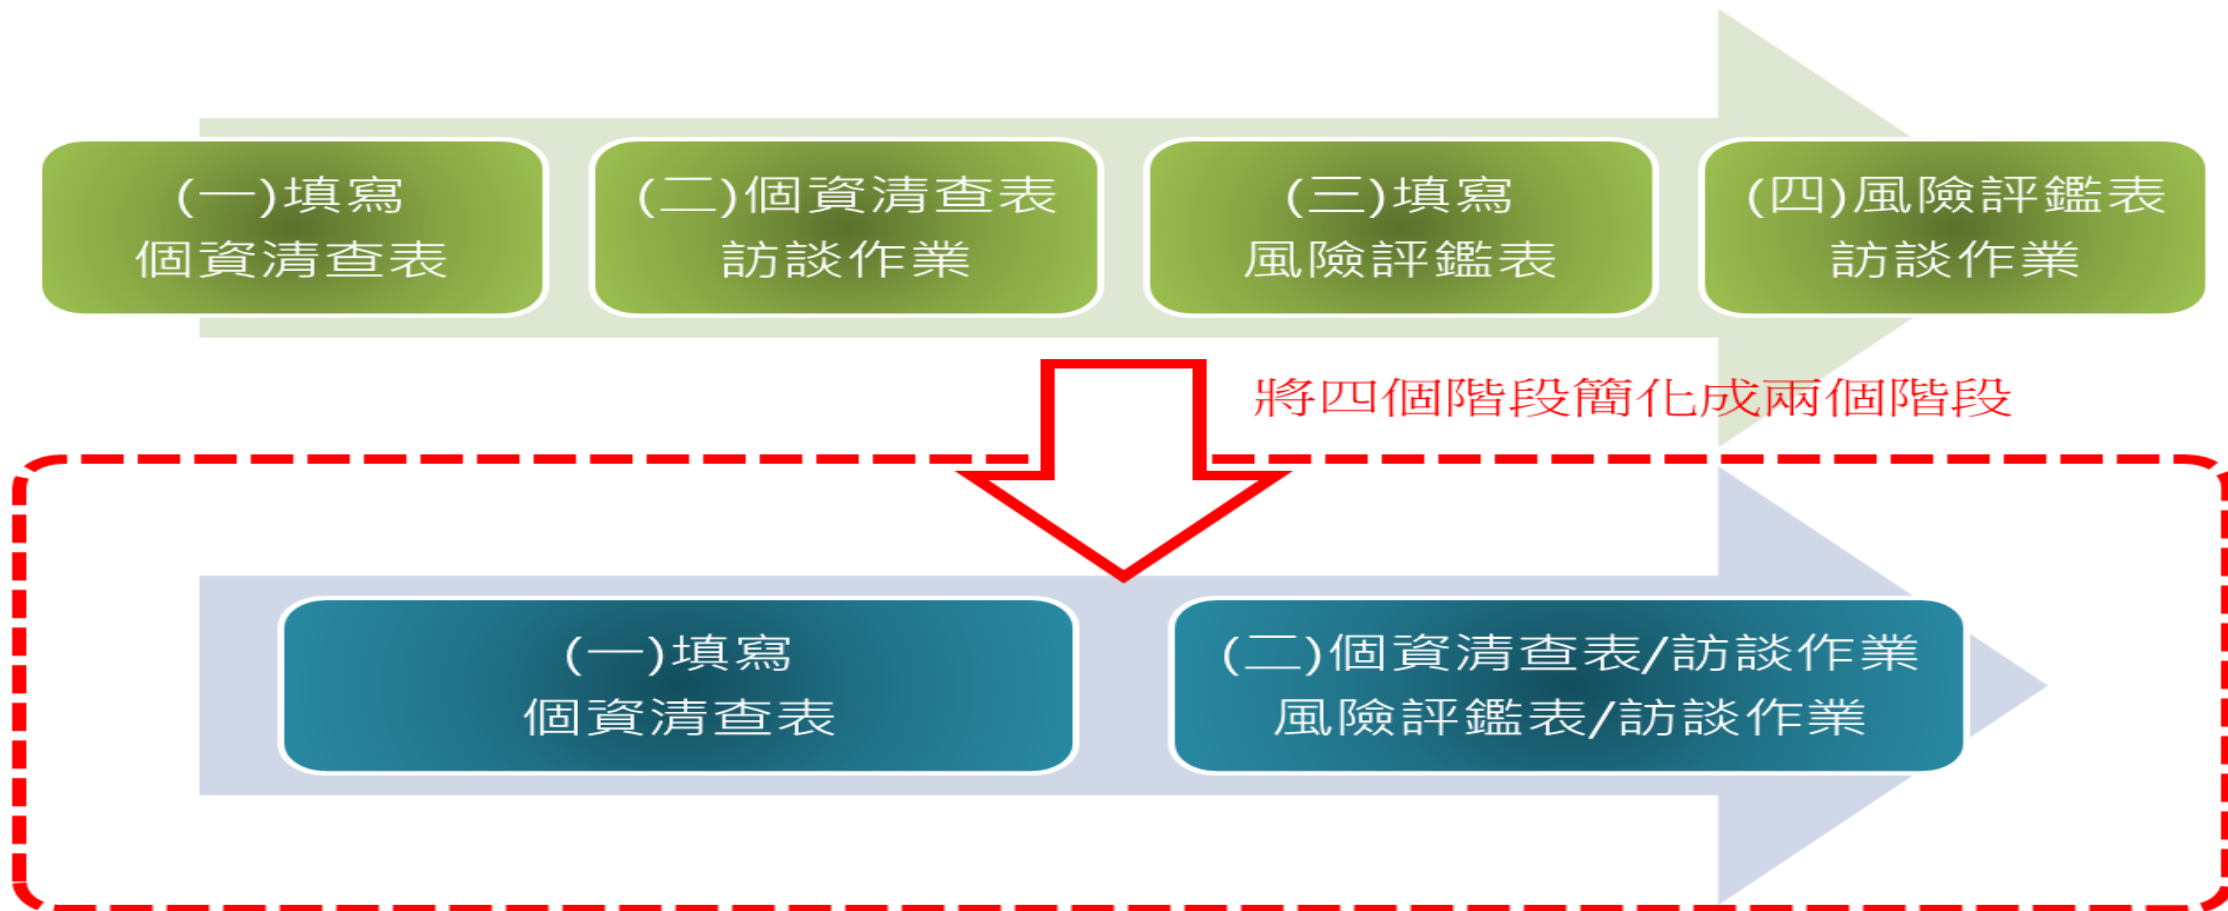 (一)填寫
個資清查表
(二)個資清查表
訪談作業
(三)填寫
風險評鑑表
(四)風險評鑑表
訪談作業
將四個階段簡化成兩個階段
(一)填寫
個資清查表
(二)個資清查表/訪談作業
風險評鑑表/訪談作業